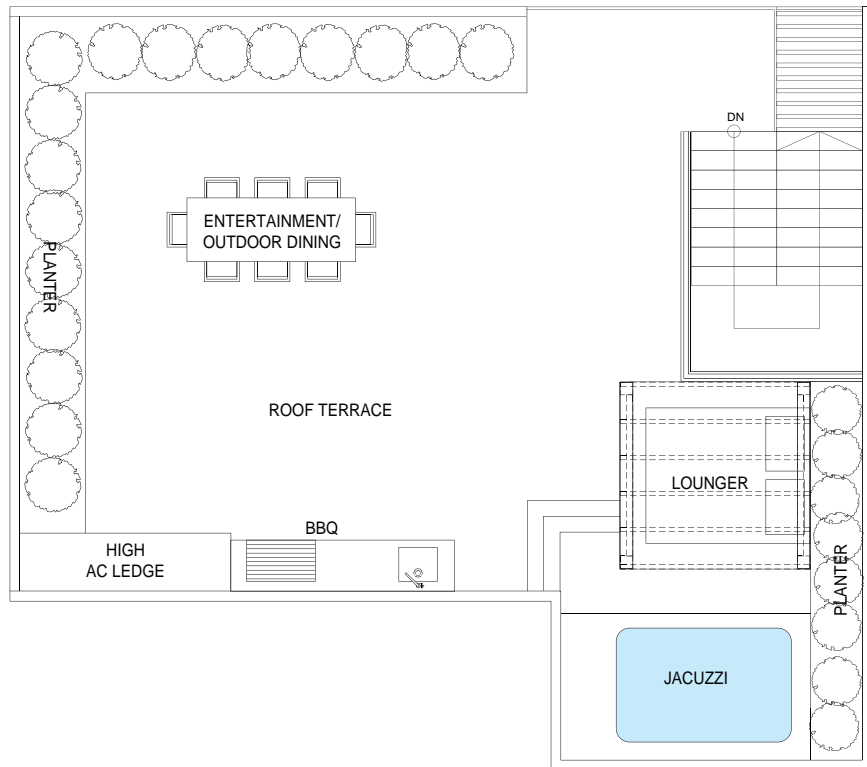 DN
ENTERTAINMENT/
OUTDOOR DINING
PLANTER
ROOF TERRACE
LOUNGER
BBQ
HIGH
AC LEDGE
PLANTER
JACUZZI